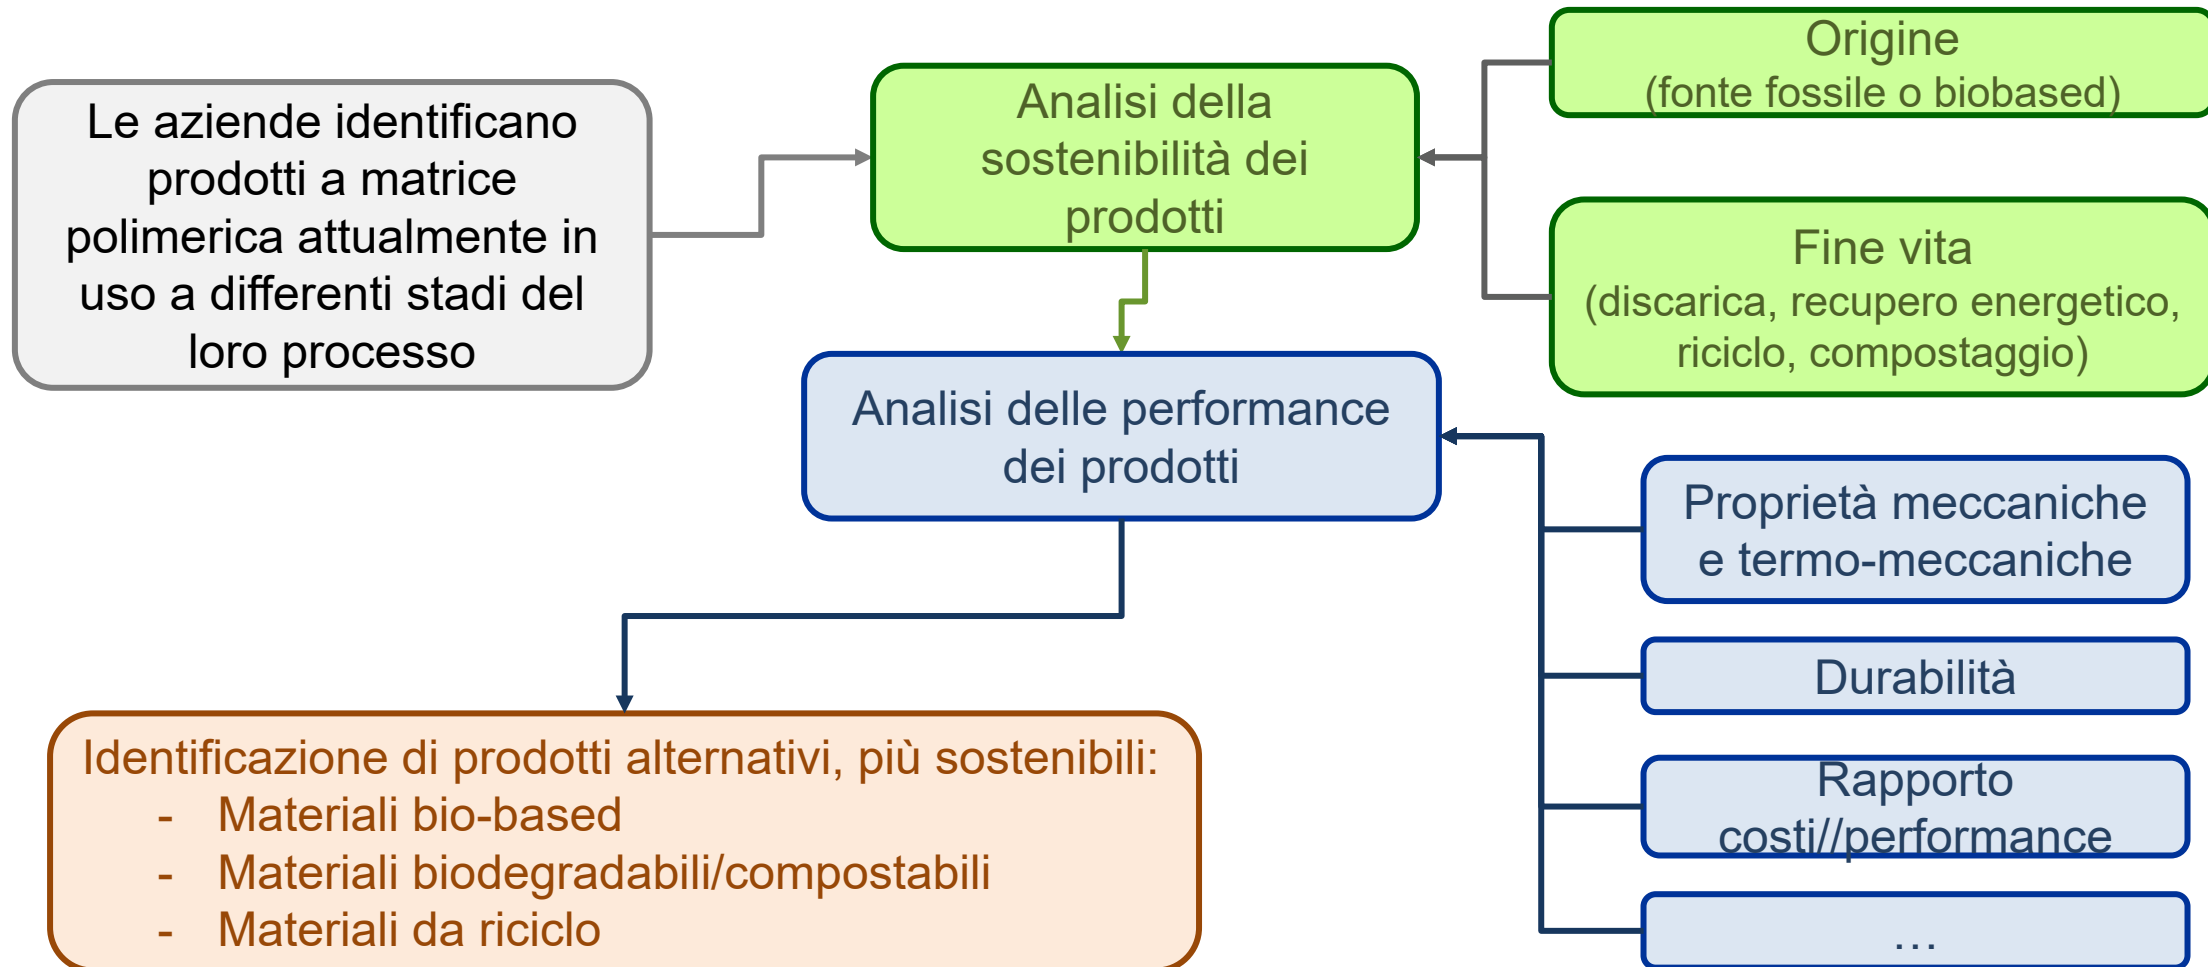 Le aziende identificano
prodotti a matrice
polimerica attualmente in
uso a differenti stadi del
loro processo
Analisi della
sostenibilità dei
prodotti
Origine
(fonte fossile o biobased)
Fine vita
(discarica, recupero energetico,
riciclo, compostaggio)
Analisi delle performance
dei prodotti
Proprietà meccaniche
e termo-meccaniche
Durabilità
Rapporto
costi//performance
...
Identificazione di prodotti alternativi, più sostenibili:
- Materiali bio-based
- Materiali biodegradabili/compostabili
- Materiali da riciclo